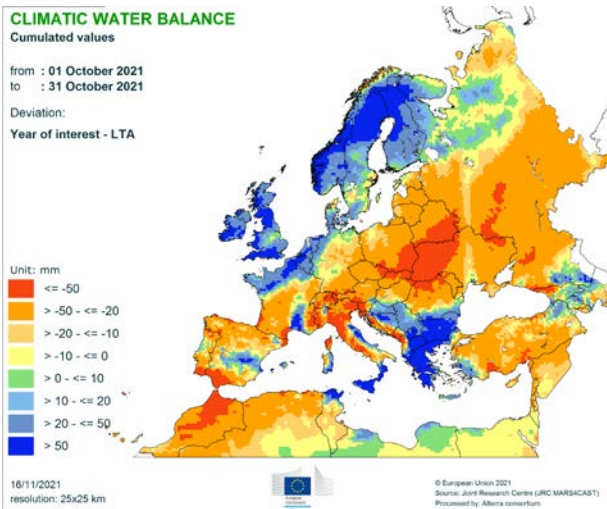 CLIMATIC WATER BALANCE
Cumulated values
from : 01 October 2021
to : 31 October 2021
Deviation:
Year of interest - LTA
Unit: mm
<= -50
> -50 - <= -20
> -20 - <= -10
> -10 - <= 0
> 0 - <= 10
> 10 - <= 20
> 20 - <= 50
> 50
16/11/2021
resolution: 25x25 km
European
Commission
© European Union 2021
Source: Joint Research Centre (JRC MARS4CAST)
Processed by: Alterra consortium